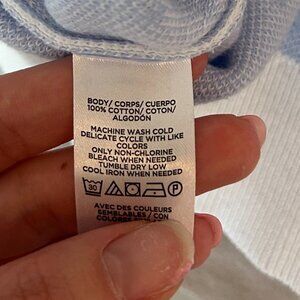 BODY/ CORPS/ CUERPO
100% COTTON/ COTON/
ALGODÓN
MACHINE WASH COLD
DELICATE CYCLE WITH LIKE
COLORS
ONLY NON-CHLORINE
BLEACH WHEN NEEDED
TUMBLE DRY LOW
COOL IRON WHEN NEEDED
30 P
AVEC DES COULEURS
SEMBLABLES / CON